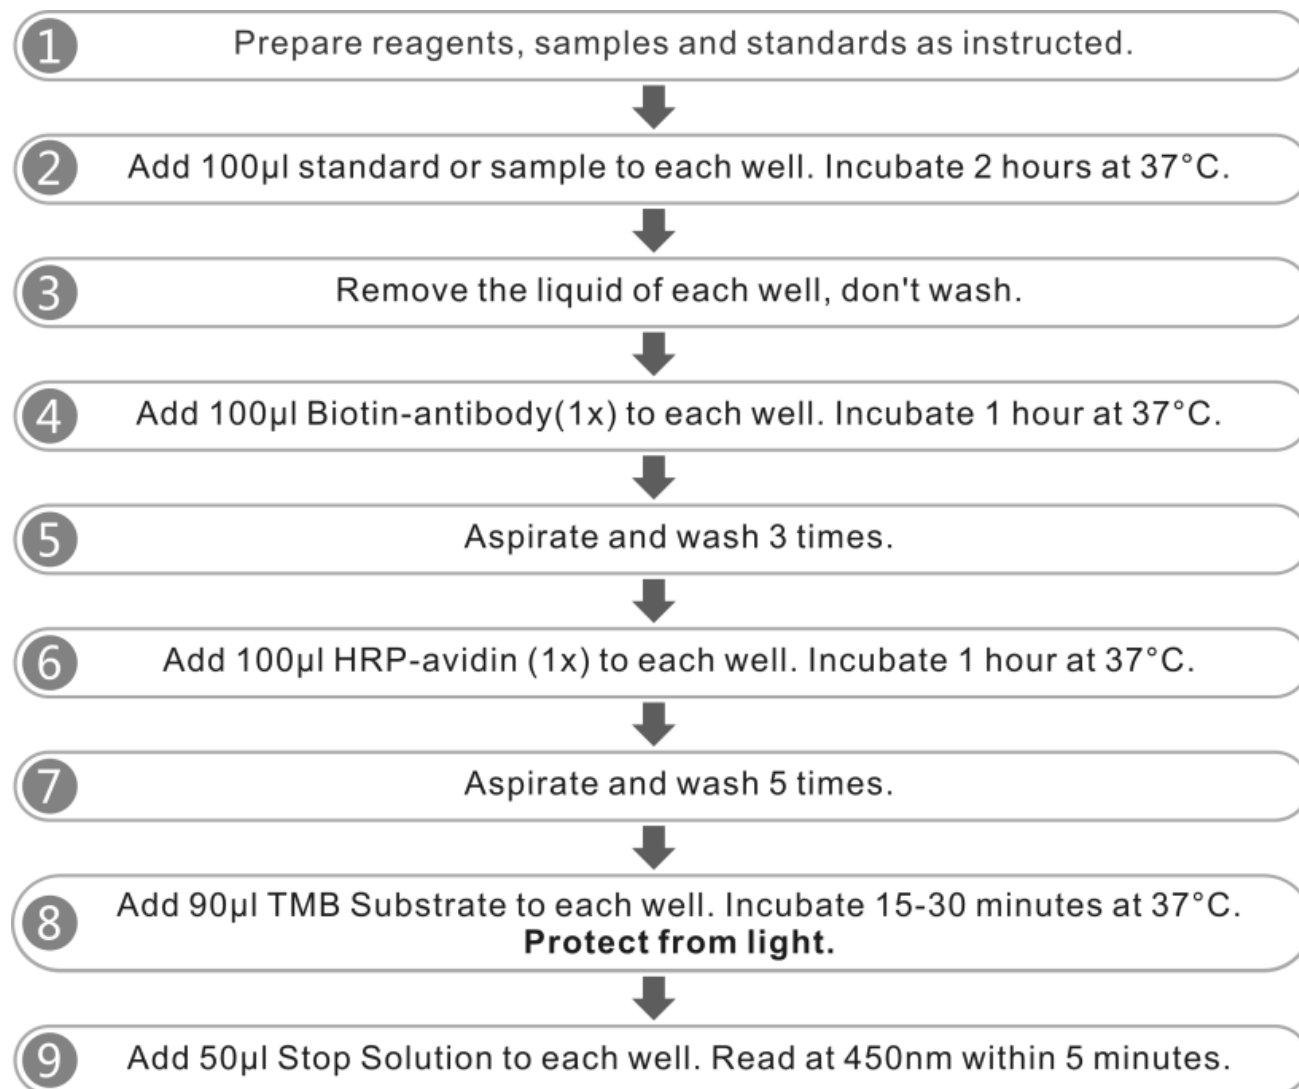 1 Prepare reagents, samples and standards as instructed.
2 Add 100µl standard or sample to each well. Incubate 2 hours at 37°C.
3 Remove the liquid of each well, don't wash.
4 Add 100µl Biotin-antibody(1x) to each well. Incubate 1 hour at 37°C.
5 Aspirate and wash 3 times.
6 Add 100µl HRP-avidin (1x) to each well. Incubate 1 hour at 37°C.
7 Aspirate and wash 5 times.
8 Add 90µl TMB Substrate to each well. Incubate 15-30 minutes at 37°C.
Protect from light.
9 Add 50µl Stop Solution to each well. Read at 450nm within 5 minutes.